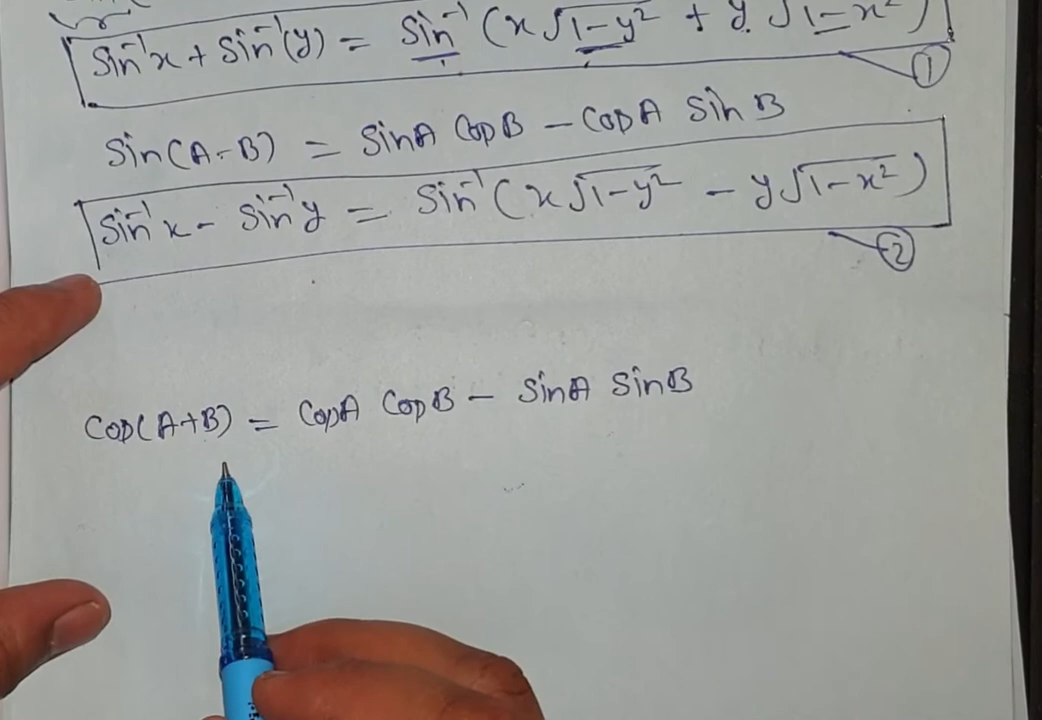 Sin⁻¹x + Sin⁻¹(y) = Sin⁻¹ (x√1-y² + y √1-x²) ①
Sin(A-B) = SinA CosB - CosA SinB
Sin⁻¹x - Sin⁻¹y = Sin⁻¹ (x√1-y² - y√1-x²) ②
Cos(A+B) = CosA CosB - SinA SinB